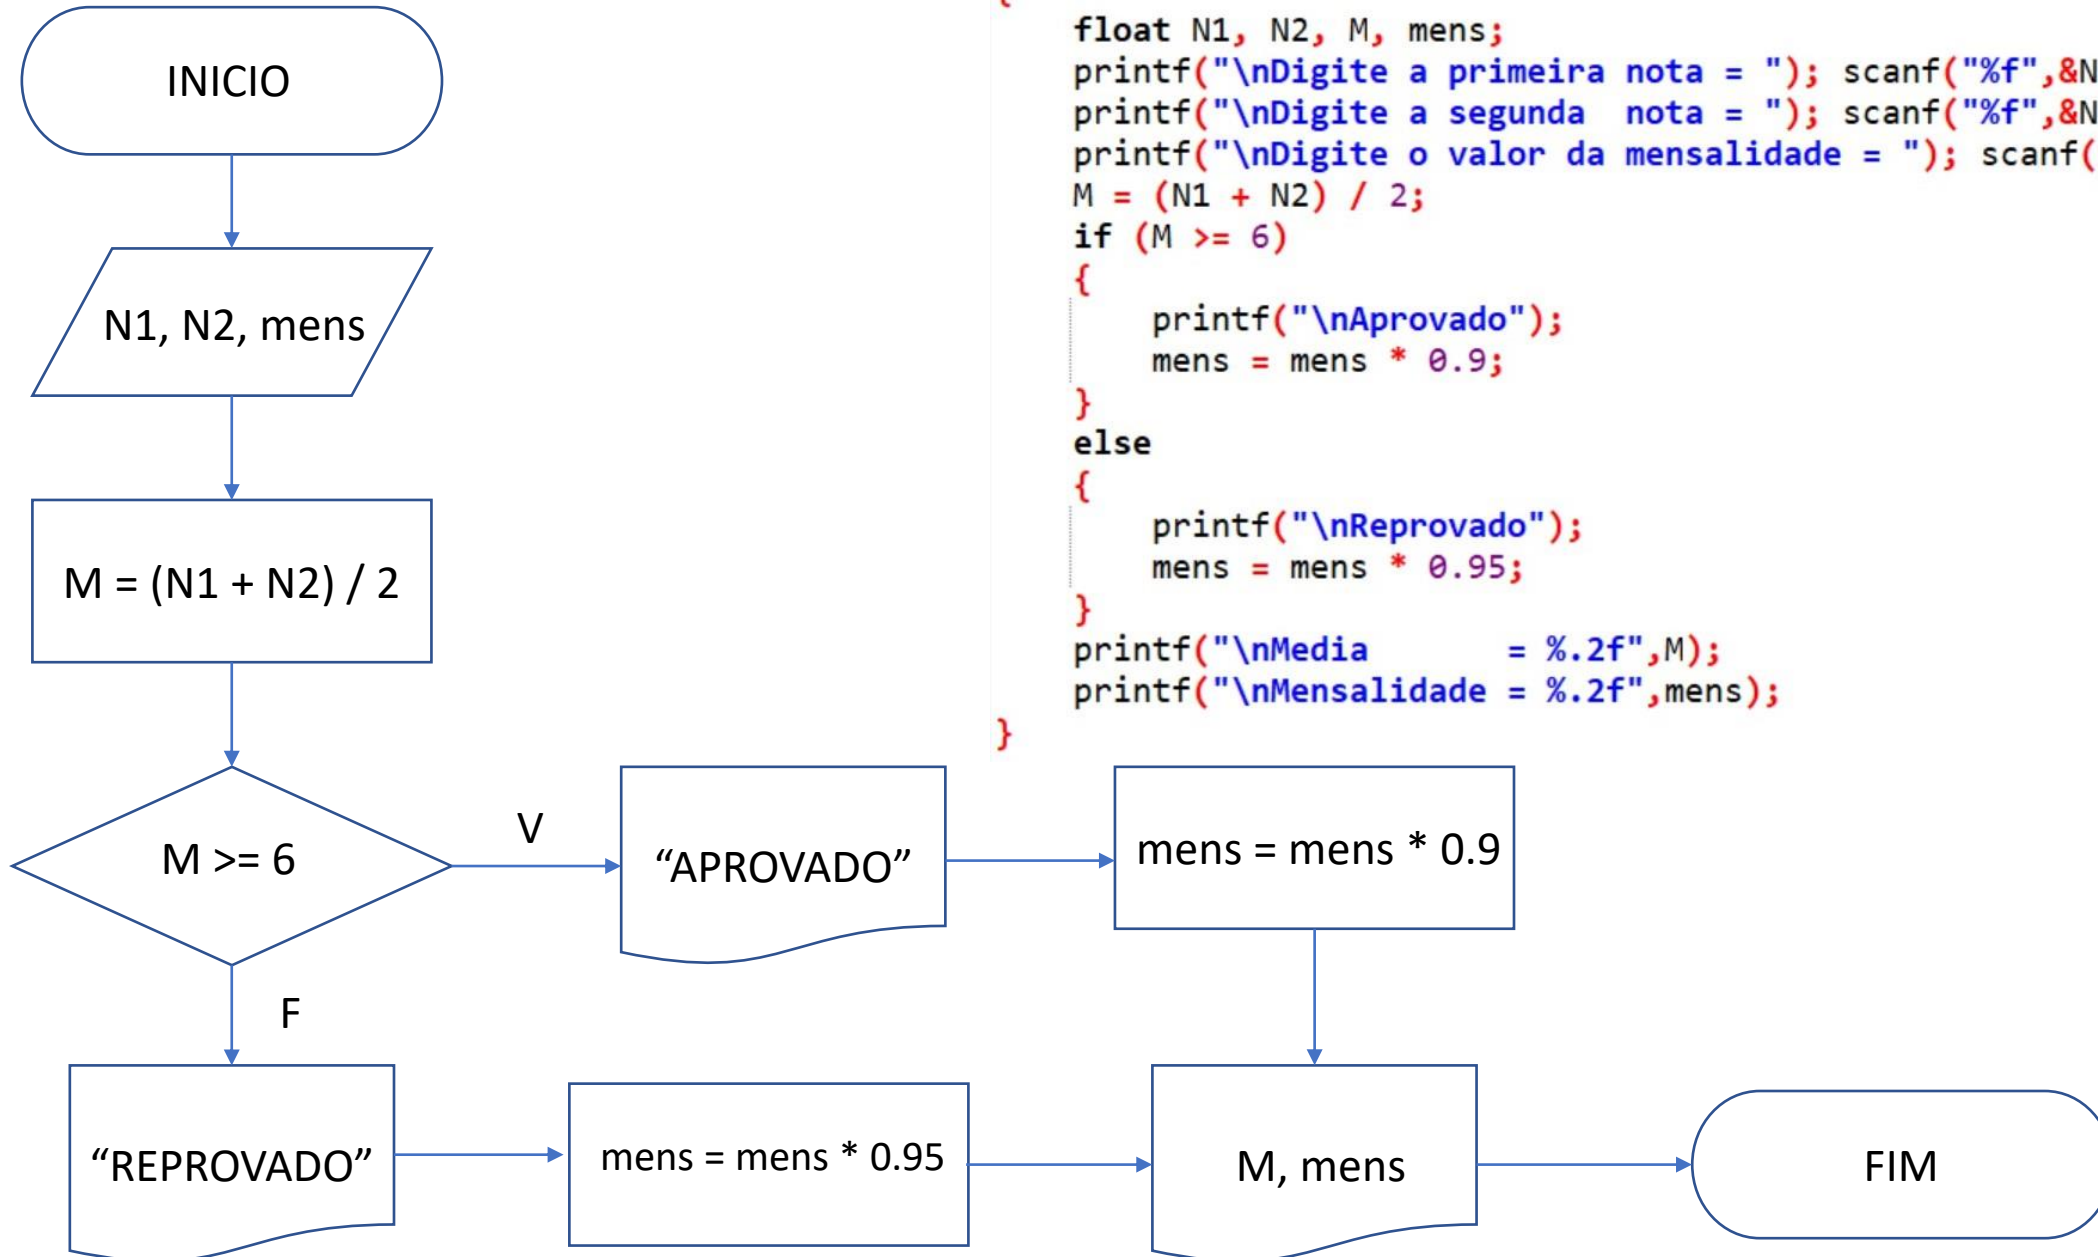 INICIO
N1, N2, mens
M = (N1 + N2) / 2
M >= 6
V
F
“APROVADO”
mens = mens * 0.9
“REPROVADO”
mens = mens * 0.95
M, mens
FIM
{
float N1, N2, M, mens;
printf("\nDigite a primeira nota = "); scanf("%f",&N
printf("\nDigite a segunda  nota = "); scanf("%f",&N
printf("\nDigite o valor da mensalidade = "); scanf(
M = (N1 + N2) / 2;
if (M >= 6)
{
printf("\nAprovado");
mens = mens * 0.9;
}
else
{
printf("\nReprovado");
mens = mens * 0.95;
}
printf("\nMedia       = %.2f",M);
printf("\nMensalidade = %.2f",mens);
}